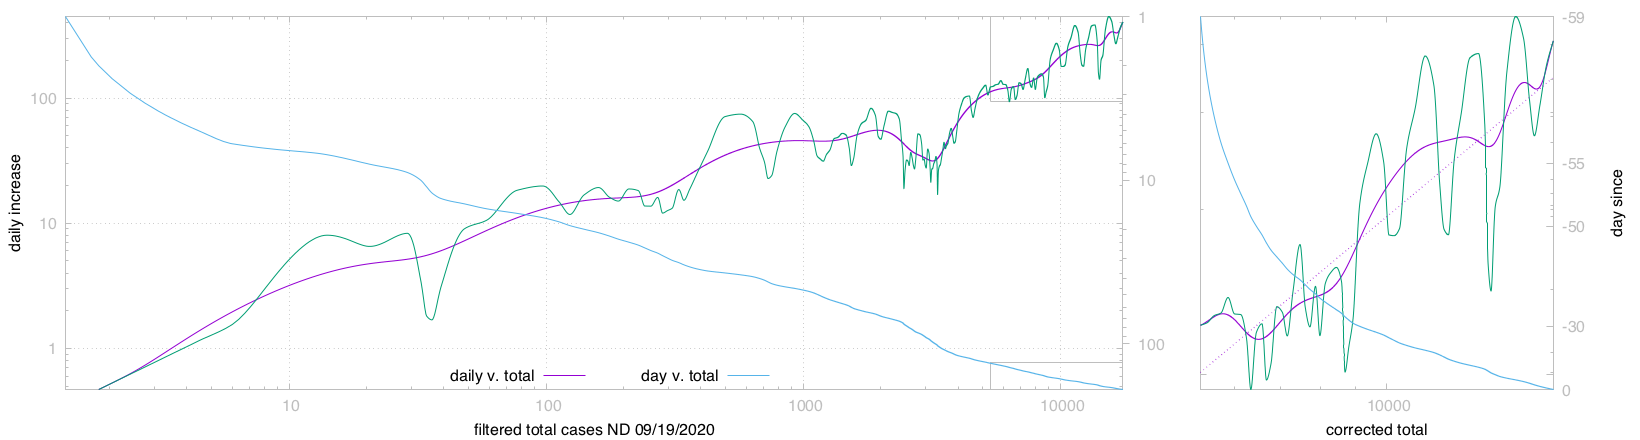 daily increase
100
10
1
10
100
1000
10000
1
10
100
daily v. total
day v. total
filtered total cases ND 09/19/2020
-59
-55
-50
-30
0
day since
10000
corrected total